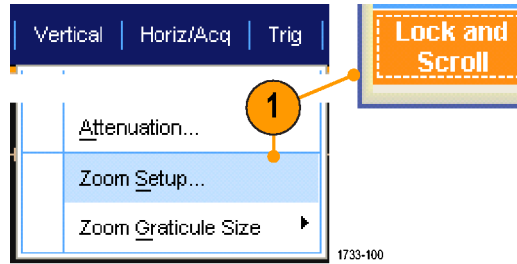 Vertical | Horiz/Acq | Trig
Lock and
Scroll
1
Attenuation...
Zoom Setup...
Zoom Graticule Size
1733-100